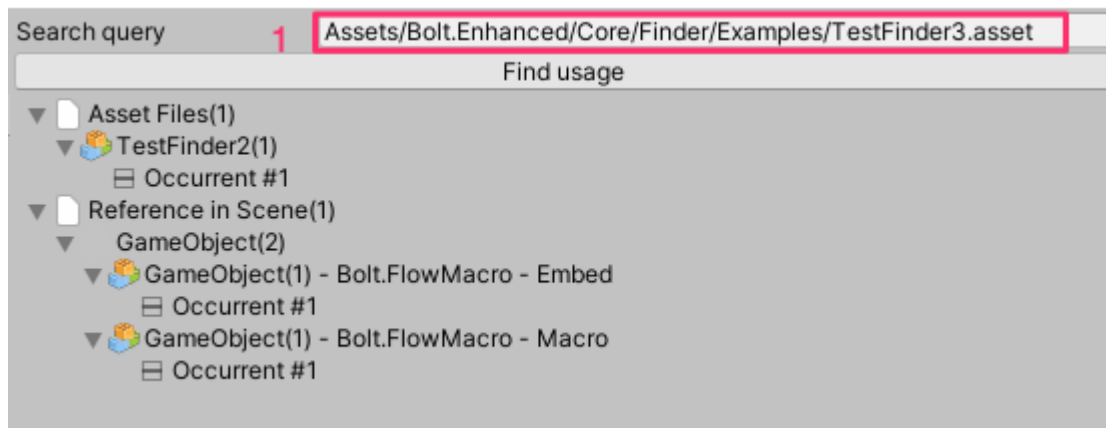 Search query 1 Assets/Bolt.Enhanced/Core/Finder/Examples/TestFinder3.asset
Find usage
Asset Files(1)
TestFinder2(1)
Occurrent #1
Reference in Scene(1)
GameObject(2)
GameObject(1) - Bolt.FlowMacro - Embed
Occurrent #1
GameObject(1) - Bolt.FlowMacro - Macro
Occurrent #1